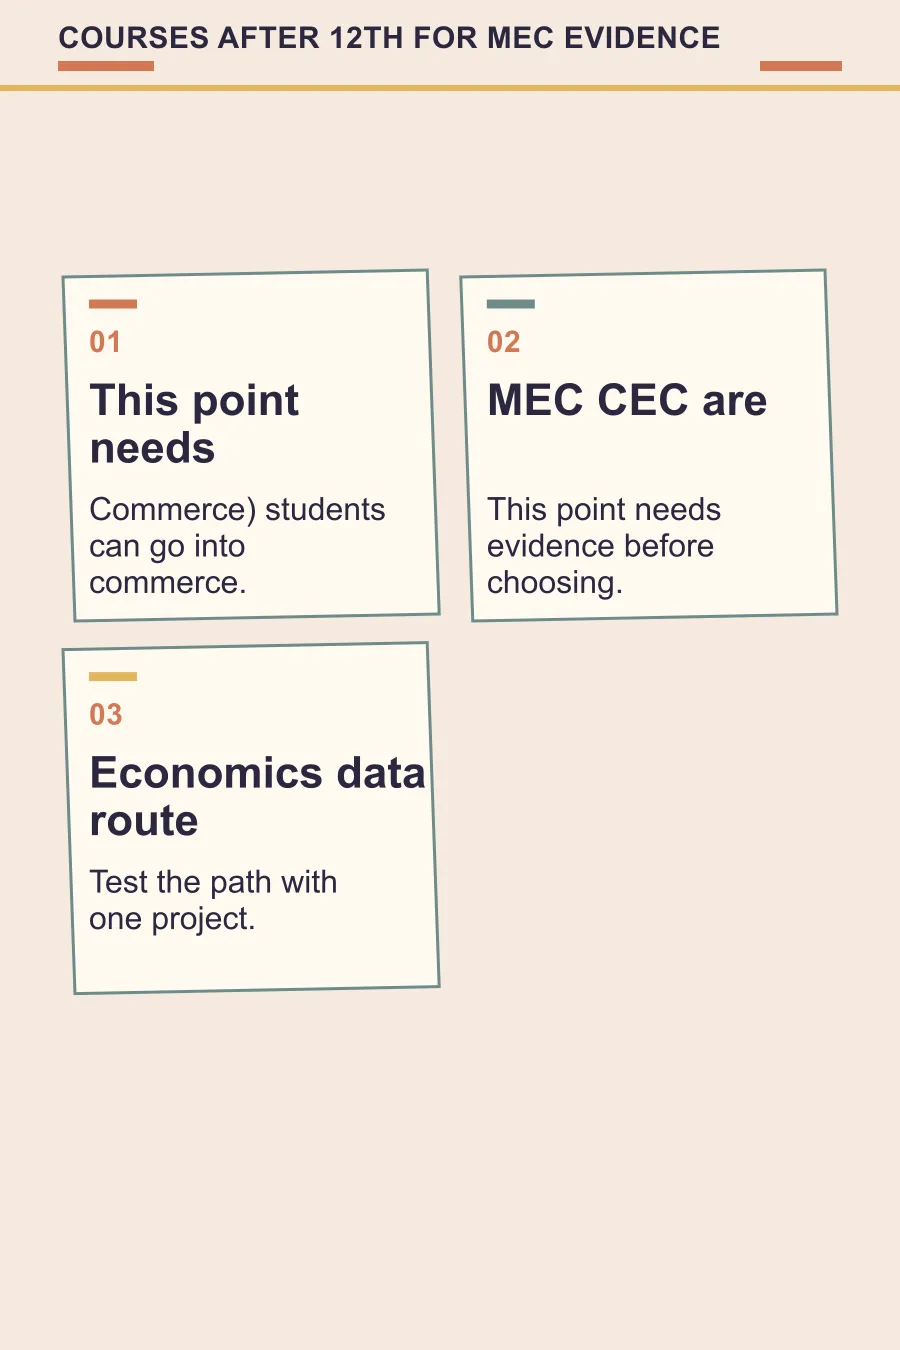 COURSES AFTER 12TH FOR MEC EVIDENCE
01
This point
needs
Commerce) students
can go into
commerce.
02
MEC CEC are
This point needs
evidence before
choosing.
03
Economics data
route
Test the path with
one project.